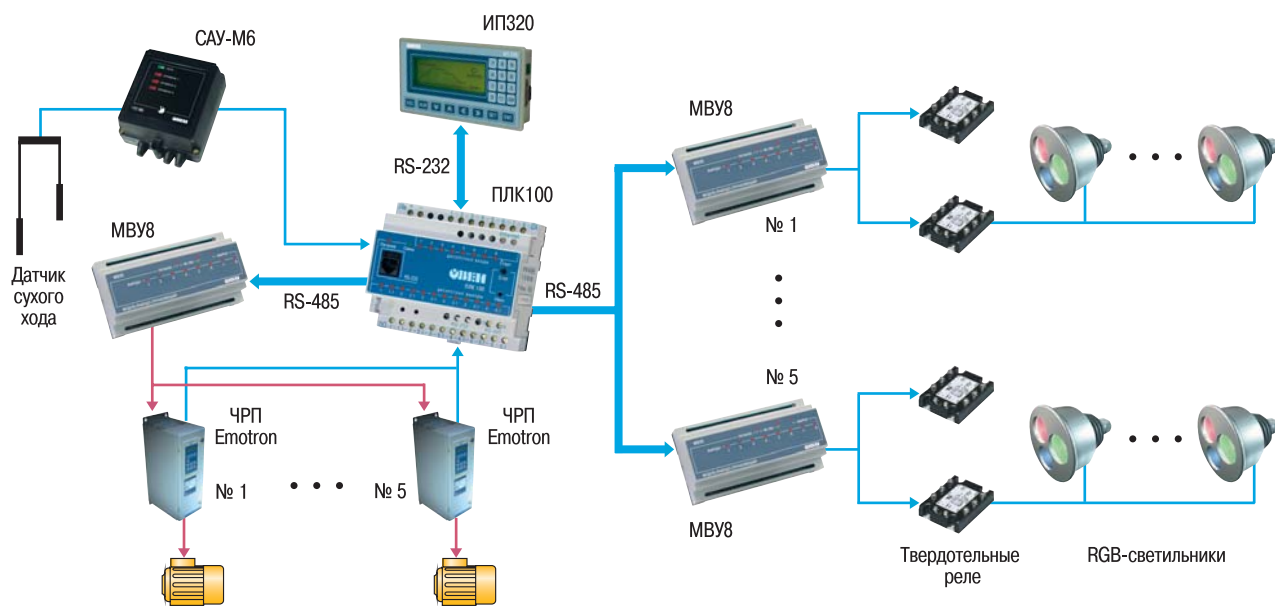 САУ-М6
ИП320
RS-232
ПЛК100
ОВЕН
Датчик
сухого
хода
МВУ8
RS-485
RS-485
МВУ8
№ 1
№ 5
МВУ8
ЧРП
Emotron
№ 1
ЧРП
Emotron
№ 5
Твердотельные
реле
RGB-светильники